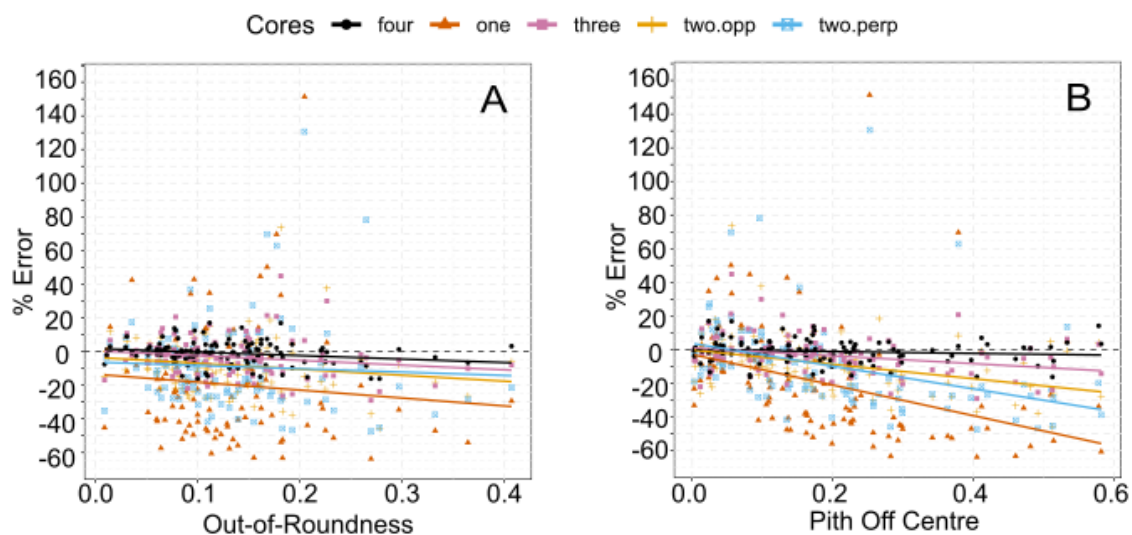 Cores four one three two.opp two.perp
A
160
140
120
100
80
60
40
20
0
-20
-40
-60
% Error
0.0 0.1 0.2 0.3 0.4
Out-of-Roundness
B
160
140
120
100
80
60
40
20
0
-20
-40
-60
% Error
0.0 0.2 0.4 0.6
Pith Off Centre